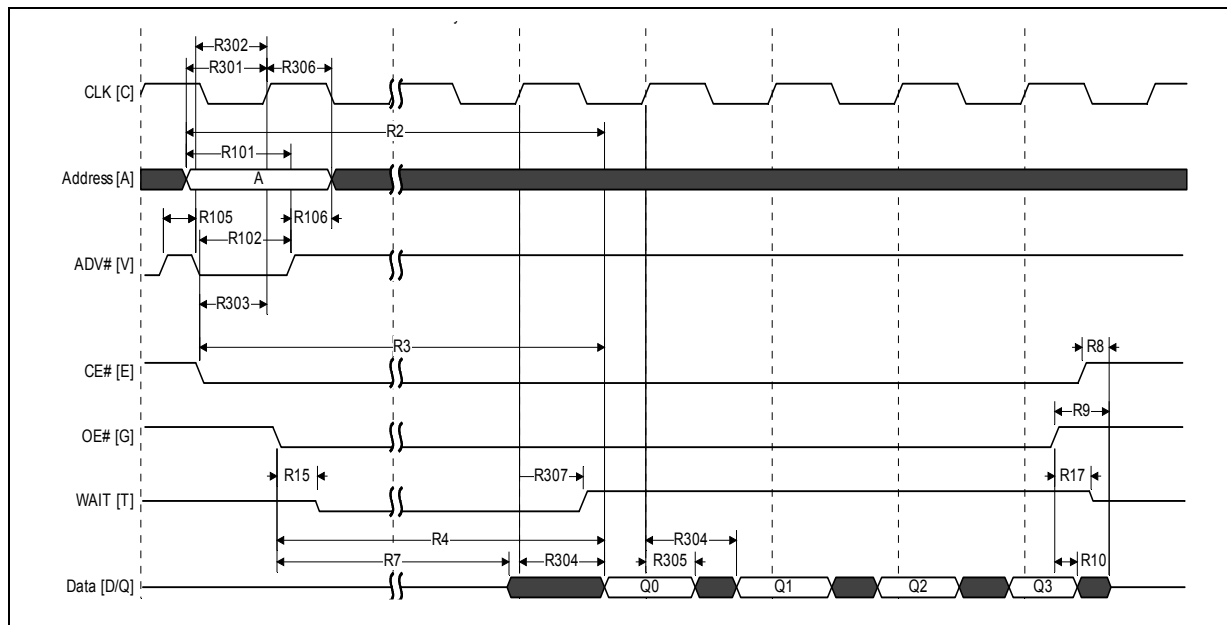 R302
R301 R306
CLK [C]
R2
R101
Address [A] A
R105 R106
R102
ADV# [V]
R303
R3 R8
CE# [E]
R9
OE# [G]
R15 R307 R17
WAIT [T]
R4 R304
R7 R304 R305 R10
Data [D/Q] Q0 Q1 Q2 Q3